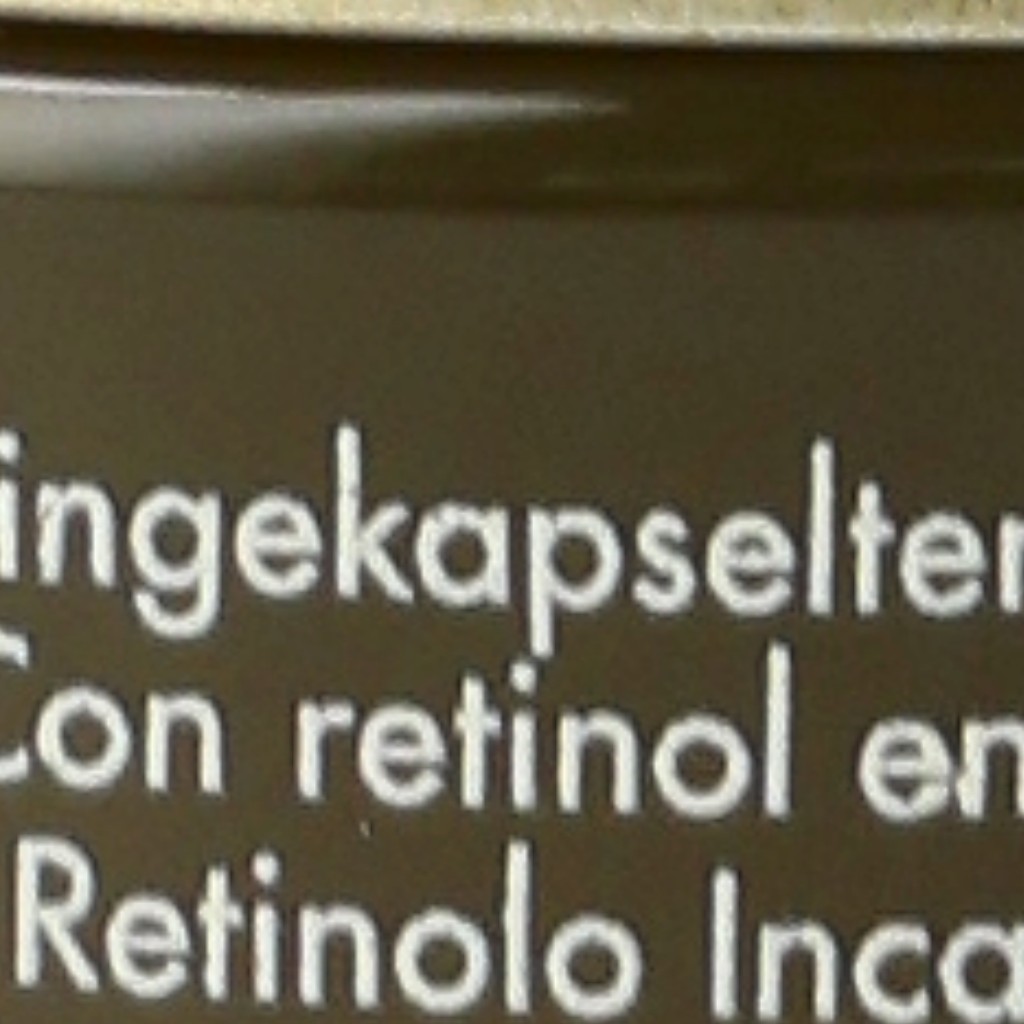 ingekapselter
Con retinol en
Retinolo Inca